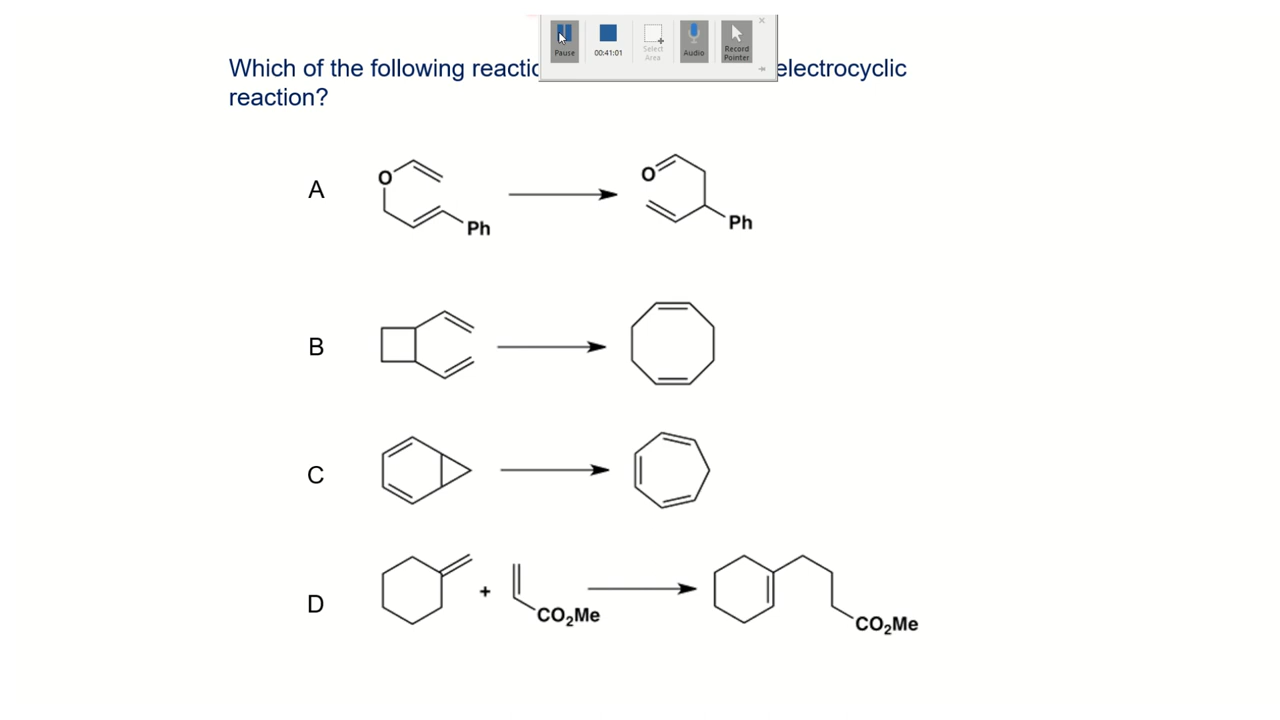 Pause
00:41:01
Select
Area
Audio
Record
Pointer
Which of the following electrocyclic
reaction?
A
O
Ph
O
Ph
B
C
D
+
CO₂Me
CO₂Me